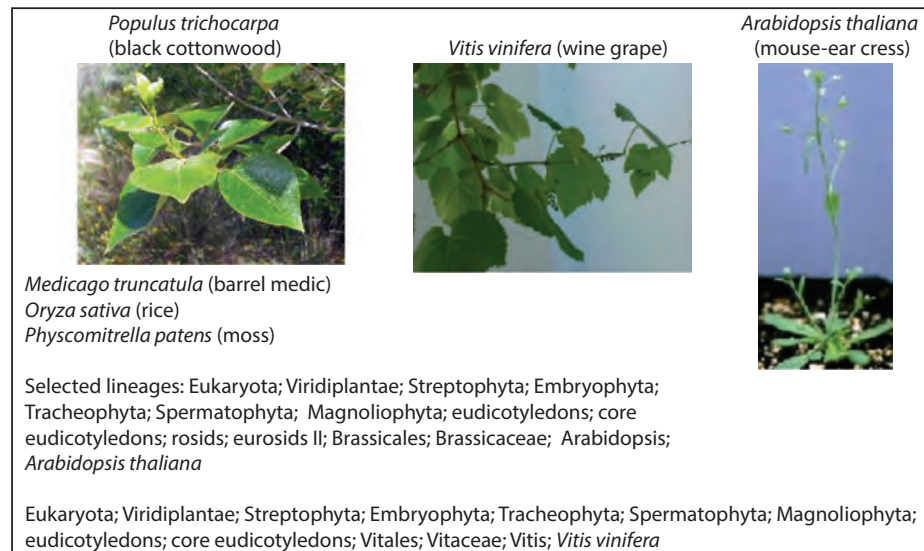 Populus trichocarpa
(black cottonwood)
Vitis vinifera (wine grape)
Arabidopsis thaliana
(mouse-ear cress)
Medicago truncatula (barrel medic)
Oryza sativa (rice)
Physcomitrella patens (moss)
Selected lineages: Eukaryota; Viridiplantae; Streptophyta; Embryophyta;
Tracheophyta; Spermatophyta; Magnoliophyta; eudicotyledons; core
eudicotyledons; rosids; eurosids II; Brassicales; Brassicaceae; Arabidopsis;
Arabidopsis thaliana
Eukaryota; Viridiplantae; Streptophyta; Embryophyta; Tracheophyta; Spermatophyta; Magnoliophyta;
eudicotyledons; core eudicotyledons; Vitales; Vitaceae; Vitis; Vitis vinifera